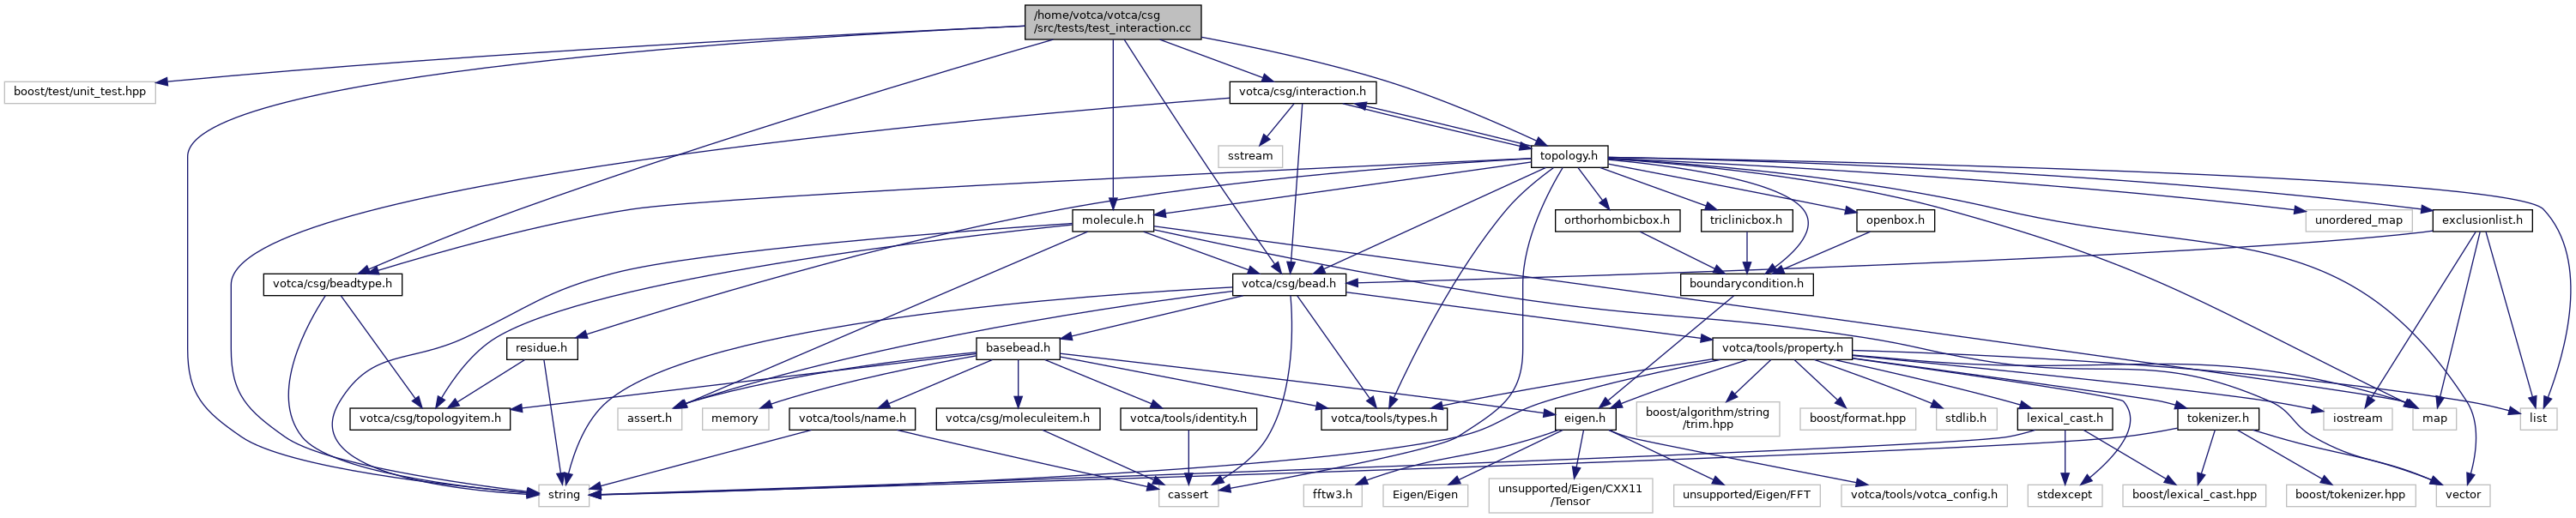 /home/votca/votca/csg
/src/tests/test_interaction.cc
boost/test/unit_test.hpp
votca/csg/interaction.h
sstream
topology.h
molecule.h
orthorhombicbox.h
triclinicbox.h
openbox.h
unordered_map
exclusionlist.h
votca/csg/beadtype.h
votca/csg/bead.h
boundarycondition.h
residue.h
basebead.h
votca/tools/property.h
votca/csg/topologyitem.h
assert.h
memory
votca/tools/name.h
votca/csg/moleculeitem.h
votca/tools/identity.h
votca/tools/types.h
eigen.h
boost/algorithm/string
/trim.hpp
boost/format.hpp
stdlib.h
lexical_cast.h
tokenizer.h
iostream
map
list
string
cassert
fftw3.h
Eigen/Eigen
unsupported/Eigen/CXX11
/Tensor
unsupported/Eigen/FFT
votca/tools/votca_config.h
stdexcept
boost/lexical_cast.hpp
boost/tokenizer.hpp
vector